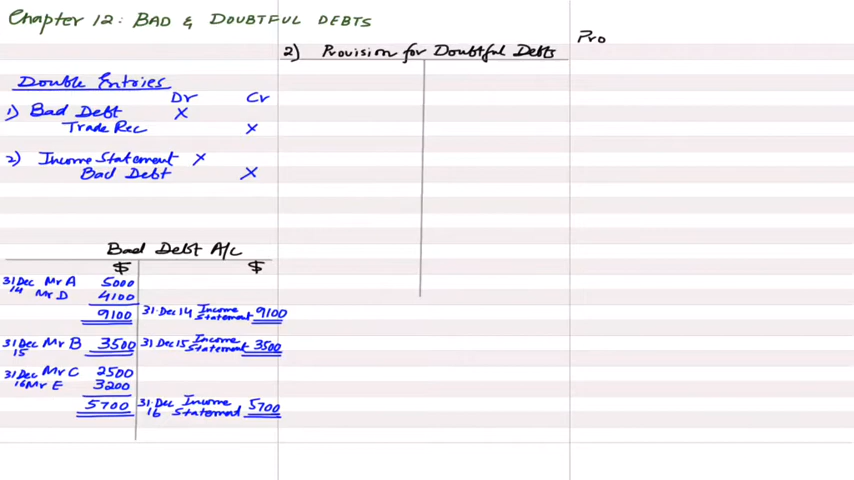 Chapter 12: BAD & DOUBTFUL DEBTS
Double Entries
Dr Cr
1) Bad Debt X
Trade Rec X
2) Income Statement X
Bad Debt X
Bad Debt A/C
$ $
31 Dec 14 Mr A 5000
Mr D 4100
9100 31 Dec 14 Income Statement 9100
31 Dec 15 Mr B 3500 31 Dec 15 Income Statement 3500
31 Dec 16 Mr C 2500
Mr E 3200
5700 31 Dec 16 Income Statement 5700
2) Provision for Doubtful Debts
Pro